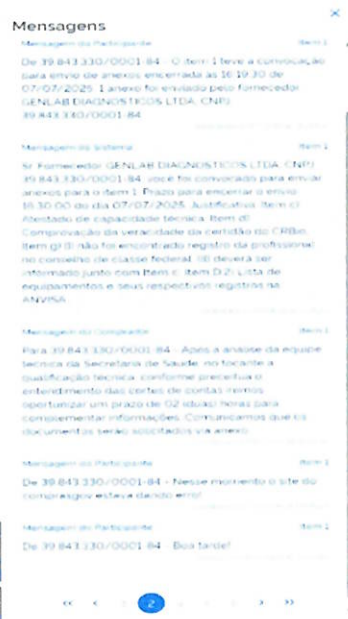 Mensagens
Mensagem do Participante Item 1
De 39.843.330/0001-84 - O item 1 teve a convocação
para envio de anexos encerrada às 16:19:30 de
07/07/2025. 1 anexo foi enviado pelo fornecedor
GENLAB DIAGNOSTICOS LTDA, CNPJ
39.843.330/0001-84.
Mensagem do Sistema Item 1
Sr. Fornecedor GENLAB DIAGNOSTICOS LTDA, CNPJ
39.843.330/0001-84, você foi convocado para enviar
anexos para o item 1. Prazo para encerrar o envio:
16:30:00 do dia 07/07/2025. Justificativa: Item c)
Atestado de capacidade técnica. Item d)
Comprovação da veracidade da certidão do CRBio.
Item g) não foi encontrado registro da profissional
no conselho de classe federal. deverá ser
informado junto com Item c. Item D.2) Lista de
equipamentos e seus respectivos registros na
ANVISA.
Mensagem do Comprador Item 1
Para 39.843.330/0001-84 - Após a análise da equipe
técnica da Secretaria de Saúde, no tocante a
qualificação técnica, conforme preceitua o
entendimento das cortes de contas iremos
oportunizar um prazo de 02 (duas) horas para
complementar informações. Comunicamos que os
documentos serão solicitados via anexo.
Mensagem do Participante Item 1
De 39.843.330/0001-84 - Nesse momento o site do
comprasgov estava dando erro!
Mensagem do Participante Item 1
De 39.843.330/0001-84 - Boa tarde!
2